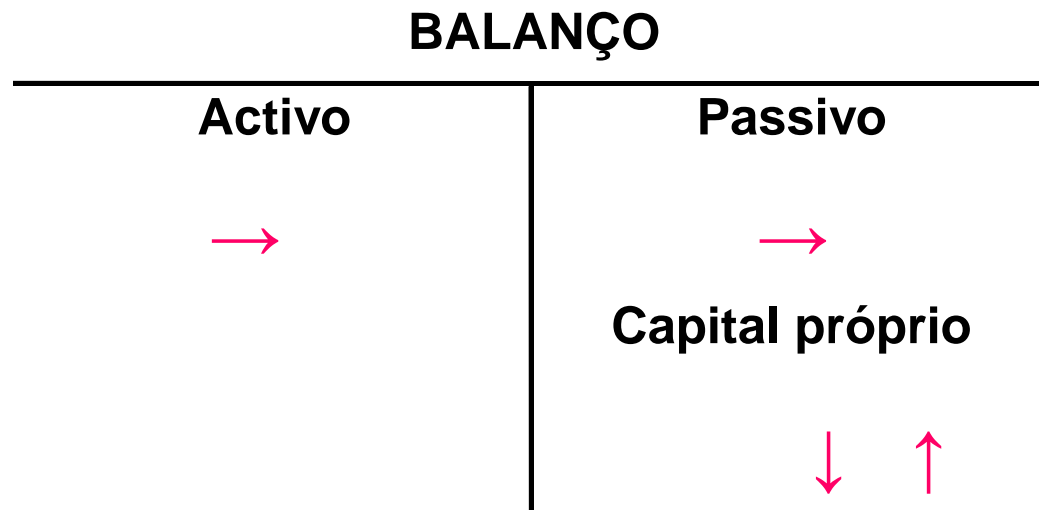 BALANÇO
Activo Passivo
→ →
Capital próprio
↓ ↑